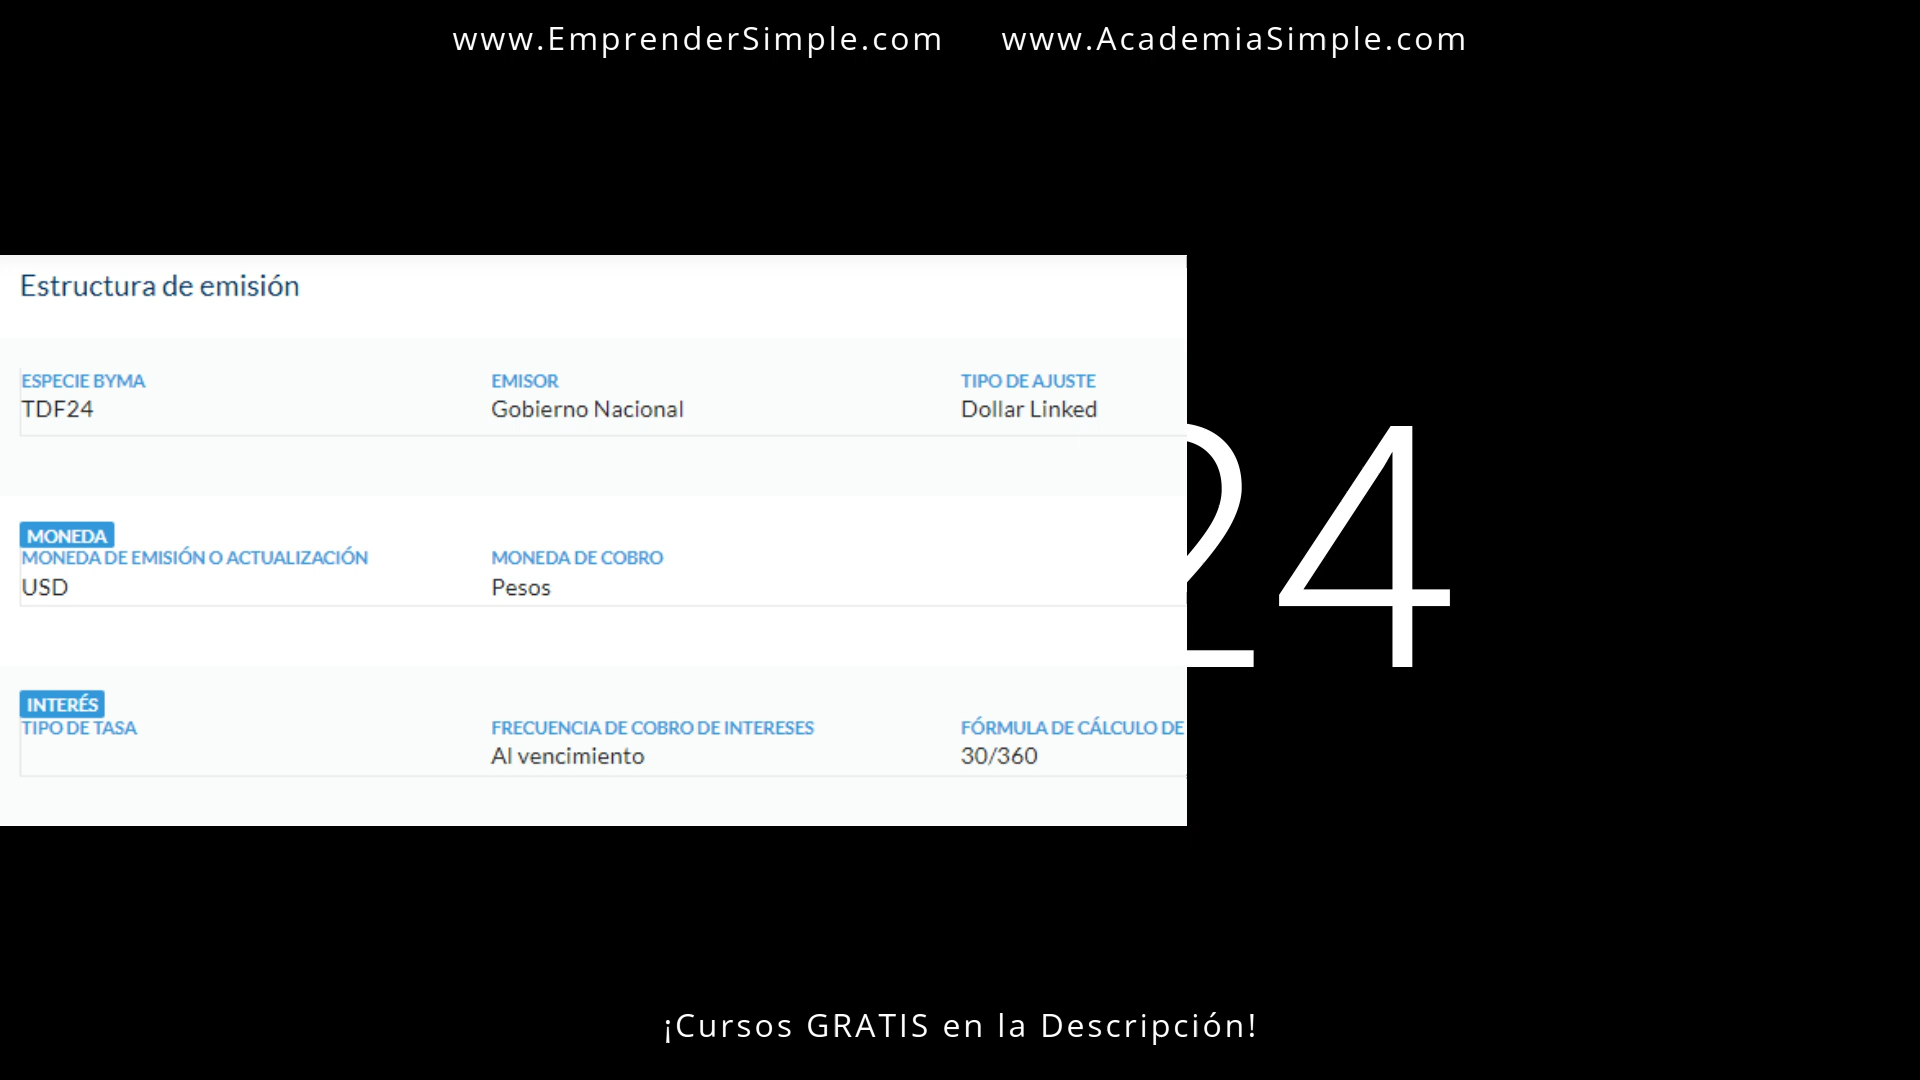 www.EmprenderSimple.com www.AcademiaSimple.com
Estructura de emisión
ESPECIE BYMA EMISOR TIPO DE AJUSTE
TDF24 Gobierno Nacional Dollar Linked
24
MONEDA
MONEDA DE EMISIÓN O ACTUALIZACIÓN MONEDA DE COBRO
USD Pesos
INTERÉS
TIPO DE TASA FRECUENCIA DE COBRO DE INTERESES FÓRMULA DE CÁLCULO DE
Al vencimiento 30/360
¡Cursos GRATIS en la Descripción!